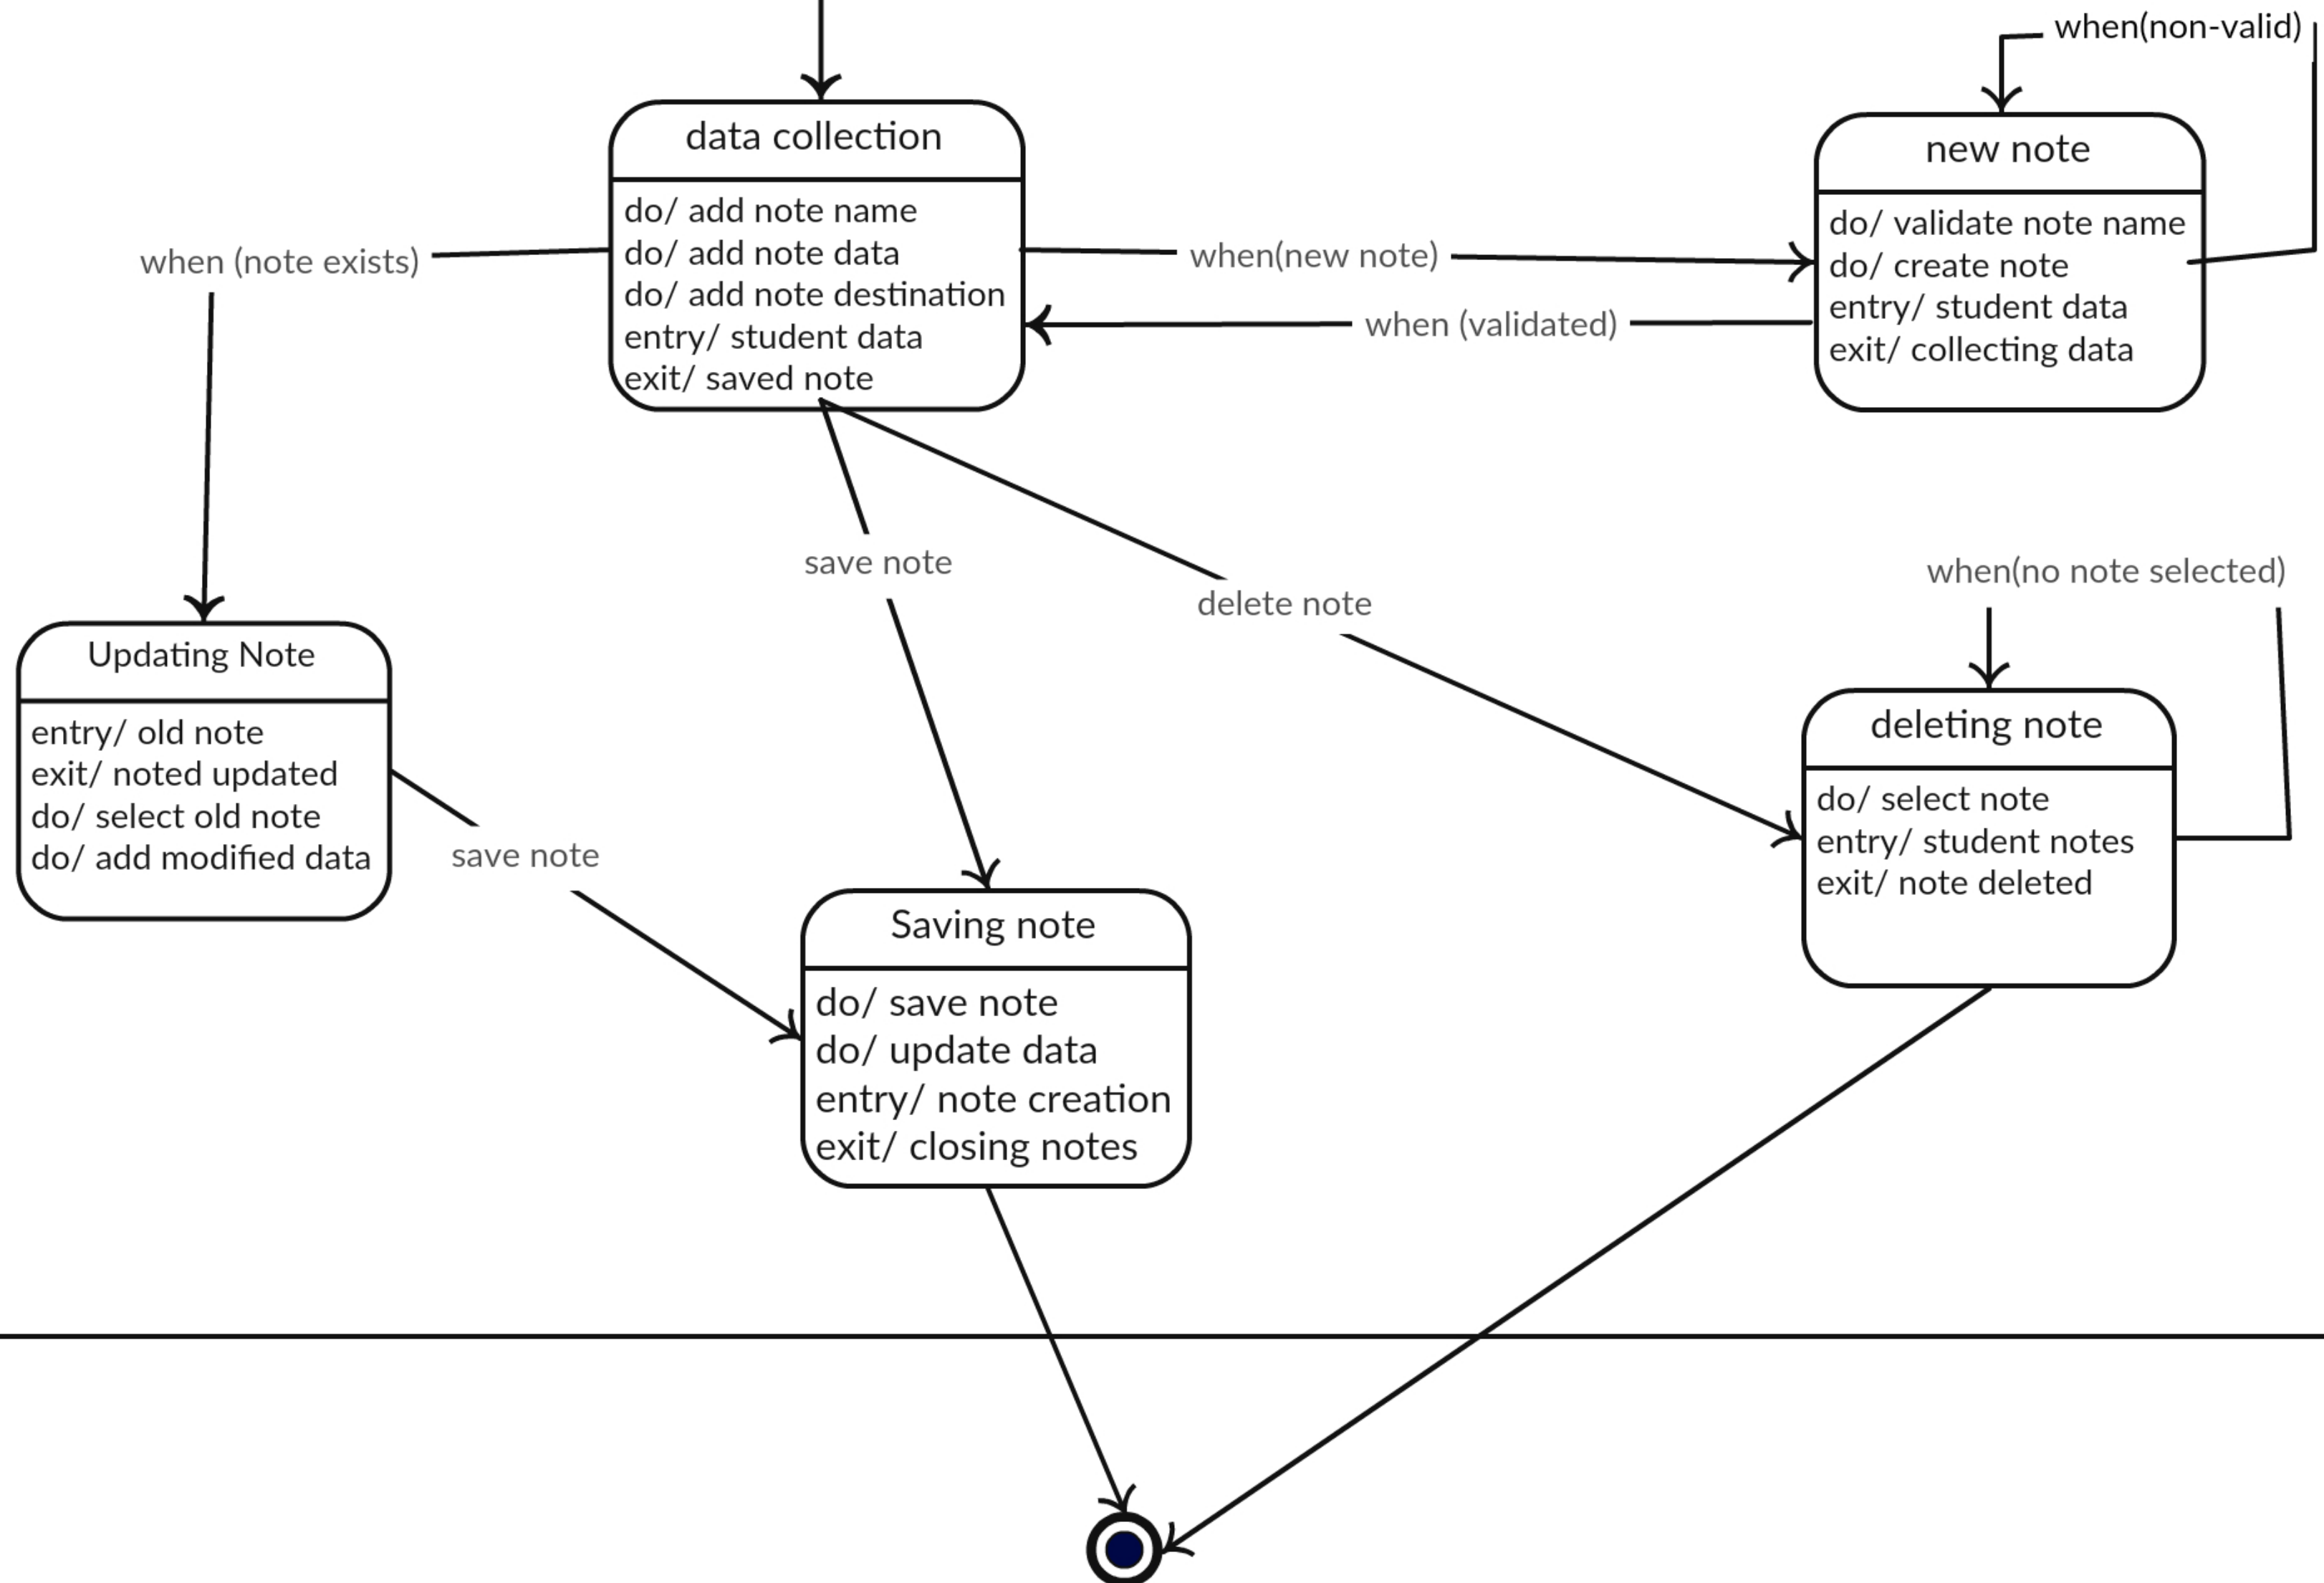 when(non-valid)
data collection
do/ add note name
do/ add note data
do/ add note destination
entry/ student data
exit/ saved note
new note
do/ validate note name
do/ create note
entry/ student data
exit/ collecting data
when (note exists)
when(new note)
when (validated)
save note
delete note
when(no note selected)
Updating Note
entry/ old note
exit/ noted updated
do/ select old note
do/ add modified data
save note
deleting note
do/ select note
entry/ student notes
exit/ note deleted
Saving note
do/ save note
do/ update data
entry/ note creation
exit/ closing notes